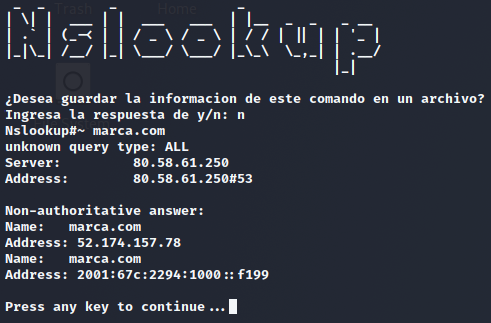 Trash Home
Nslookup
¿Desea guardar la informacion de este comando en un archivo?
Ingresa la respuesta de y/n: n
Nslookup#~ marca.com
unknown query type: ALL
Server:         80.58.61.250
Address:        80.58.61.250#53
Non-authoritative answer:
Name:   marca.com
Address: 52.174.157.78
Name:   marca.com
Address: 2001:67c:2294:1000::f199
Press any key to continue...